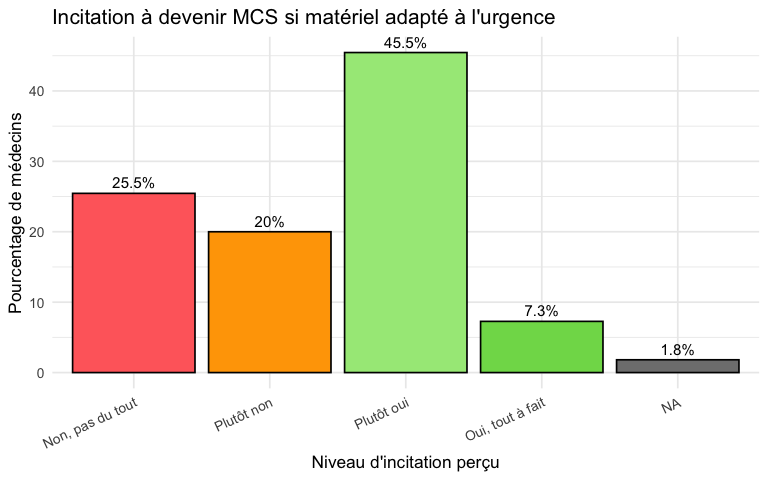 Incitation à devenir MCS si matériel adapté à l'urgence
Pourcentage de médecins
40
30
20
10
0
25.5%
20%
45.5%
7.3%
1.8%
Non, pas du tout
Plutôt non
Plutôt oui
Oui, tout à fait
NA
Niveau d'incitation perçu